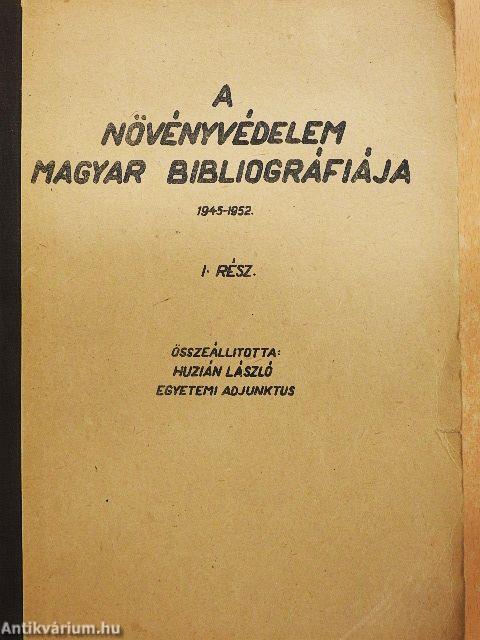 A
NÖVÉNYVÉDELEM
MAGYAR BIBLIOGRÁFIÁJA
1945-1952.
I. RÉSZ.
ÖSSZEÁLLITOTTA:
HUZIÁN LÁSZLÓ
EGYETEMI ADJUNKTUS
Antikvárium.hu